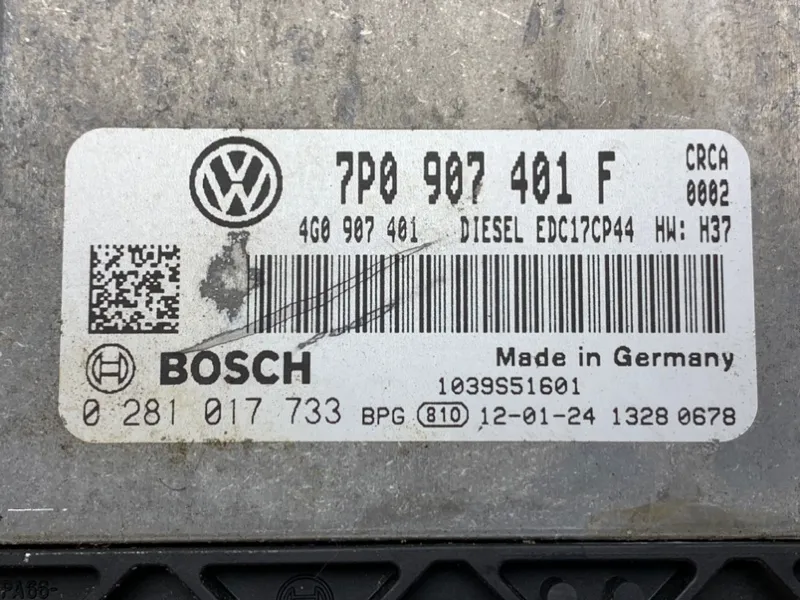 7P0 907 401 F
CRCA
0002
4G0 907 401 DIESEL EDC17CP44 HW: H37
BOSCH
Made in Germany
1039S51601
0 281 017 733 BPG 810 12-01-24 1328 0678
PA66-